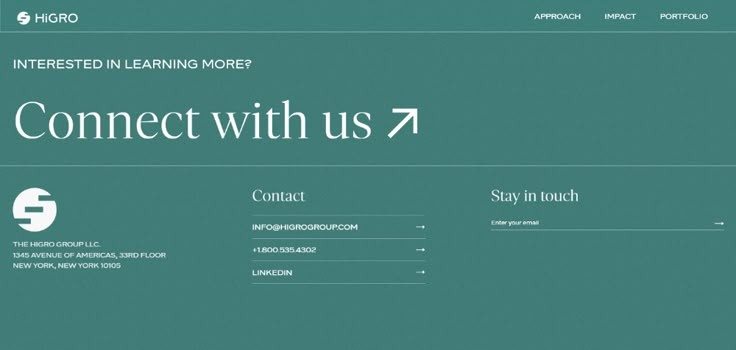 HiGRO
APPROACH IMPACT PORTFOLIO
INTERESTED IN LEARNING MORE?
Connect with us
THE HIGRO GROUP LLC.
1345 AVENUE OF AMERICAS, 33RD FLOOR
NEW YORK, NEW YORK 10105
Contact
INFO@HIGROGROUP.COM
+1.800.535.4302
LINKEDIN
Stay in touch
Enter your email